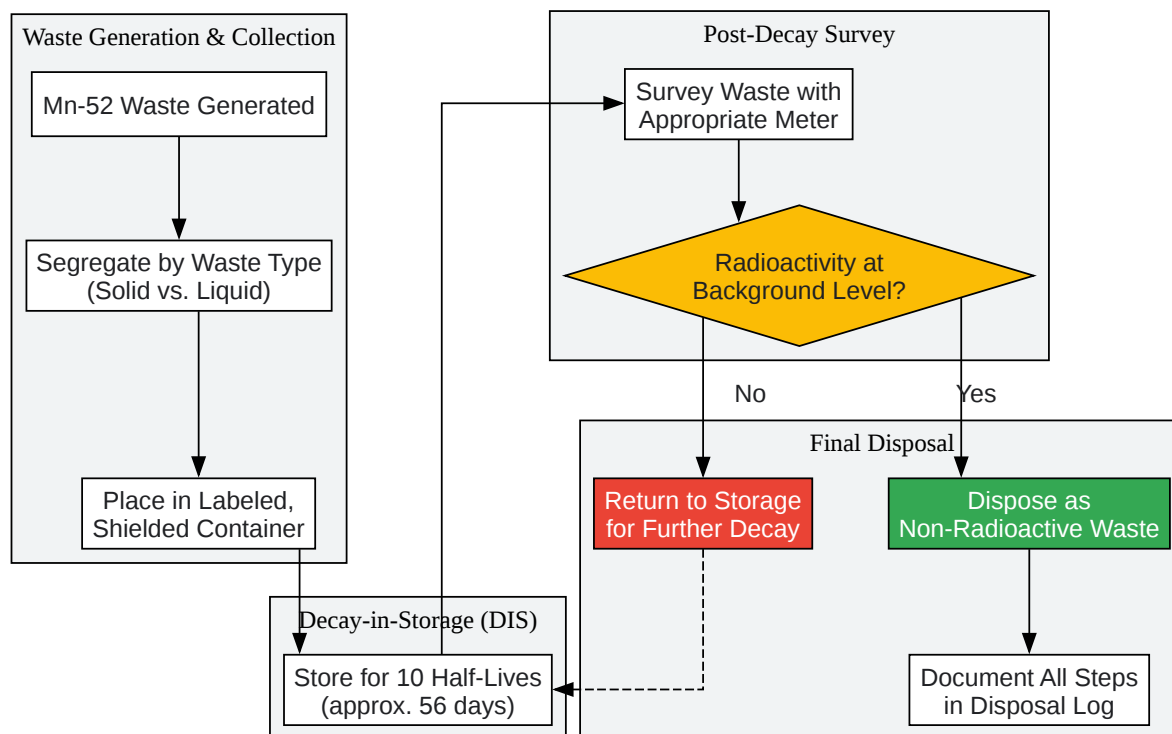 Waste Generation & Collection
Mn-52 Waste Generated
Segregate by Waste Type
(Solid vs. Liquid)
Place in Labeled,
Shielded Container
Decay-in-Storage (DIS)
Store for 10 Half-Lives
(approx. 56 days)
Post-Decay Survey
Survey Waste with
Appropriate Meter
Radioactivity at
Background Level?
No
Yes
Final Disposal
Return to Storage
for Further Decay
Dispose as
Non-Radioactive Waste
Document All Steps
in Disposal Log